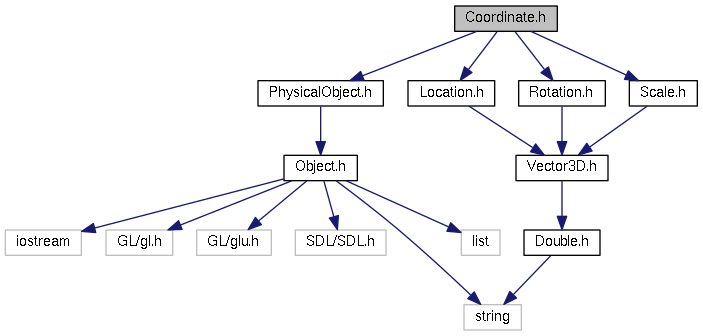 Coordinate.h
PhysicalObject.h
Location.h
Rotation.h
Scale.h
Object.h
Vector3D.h
iostream
GL/gl.h
GL/glu.h
SDL/SDL.h
list
Double.h
string